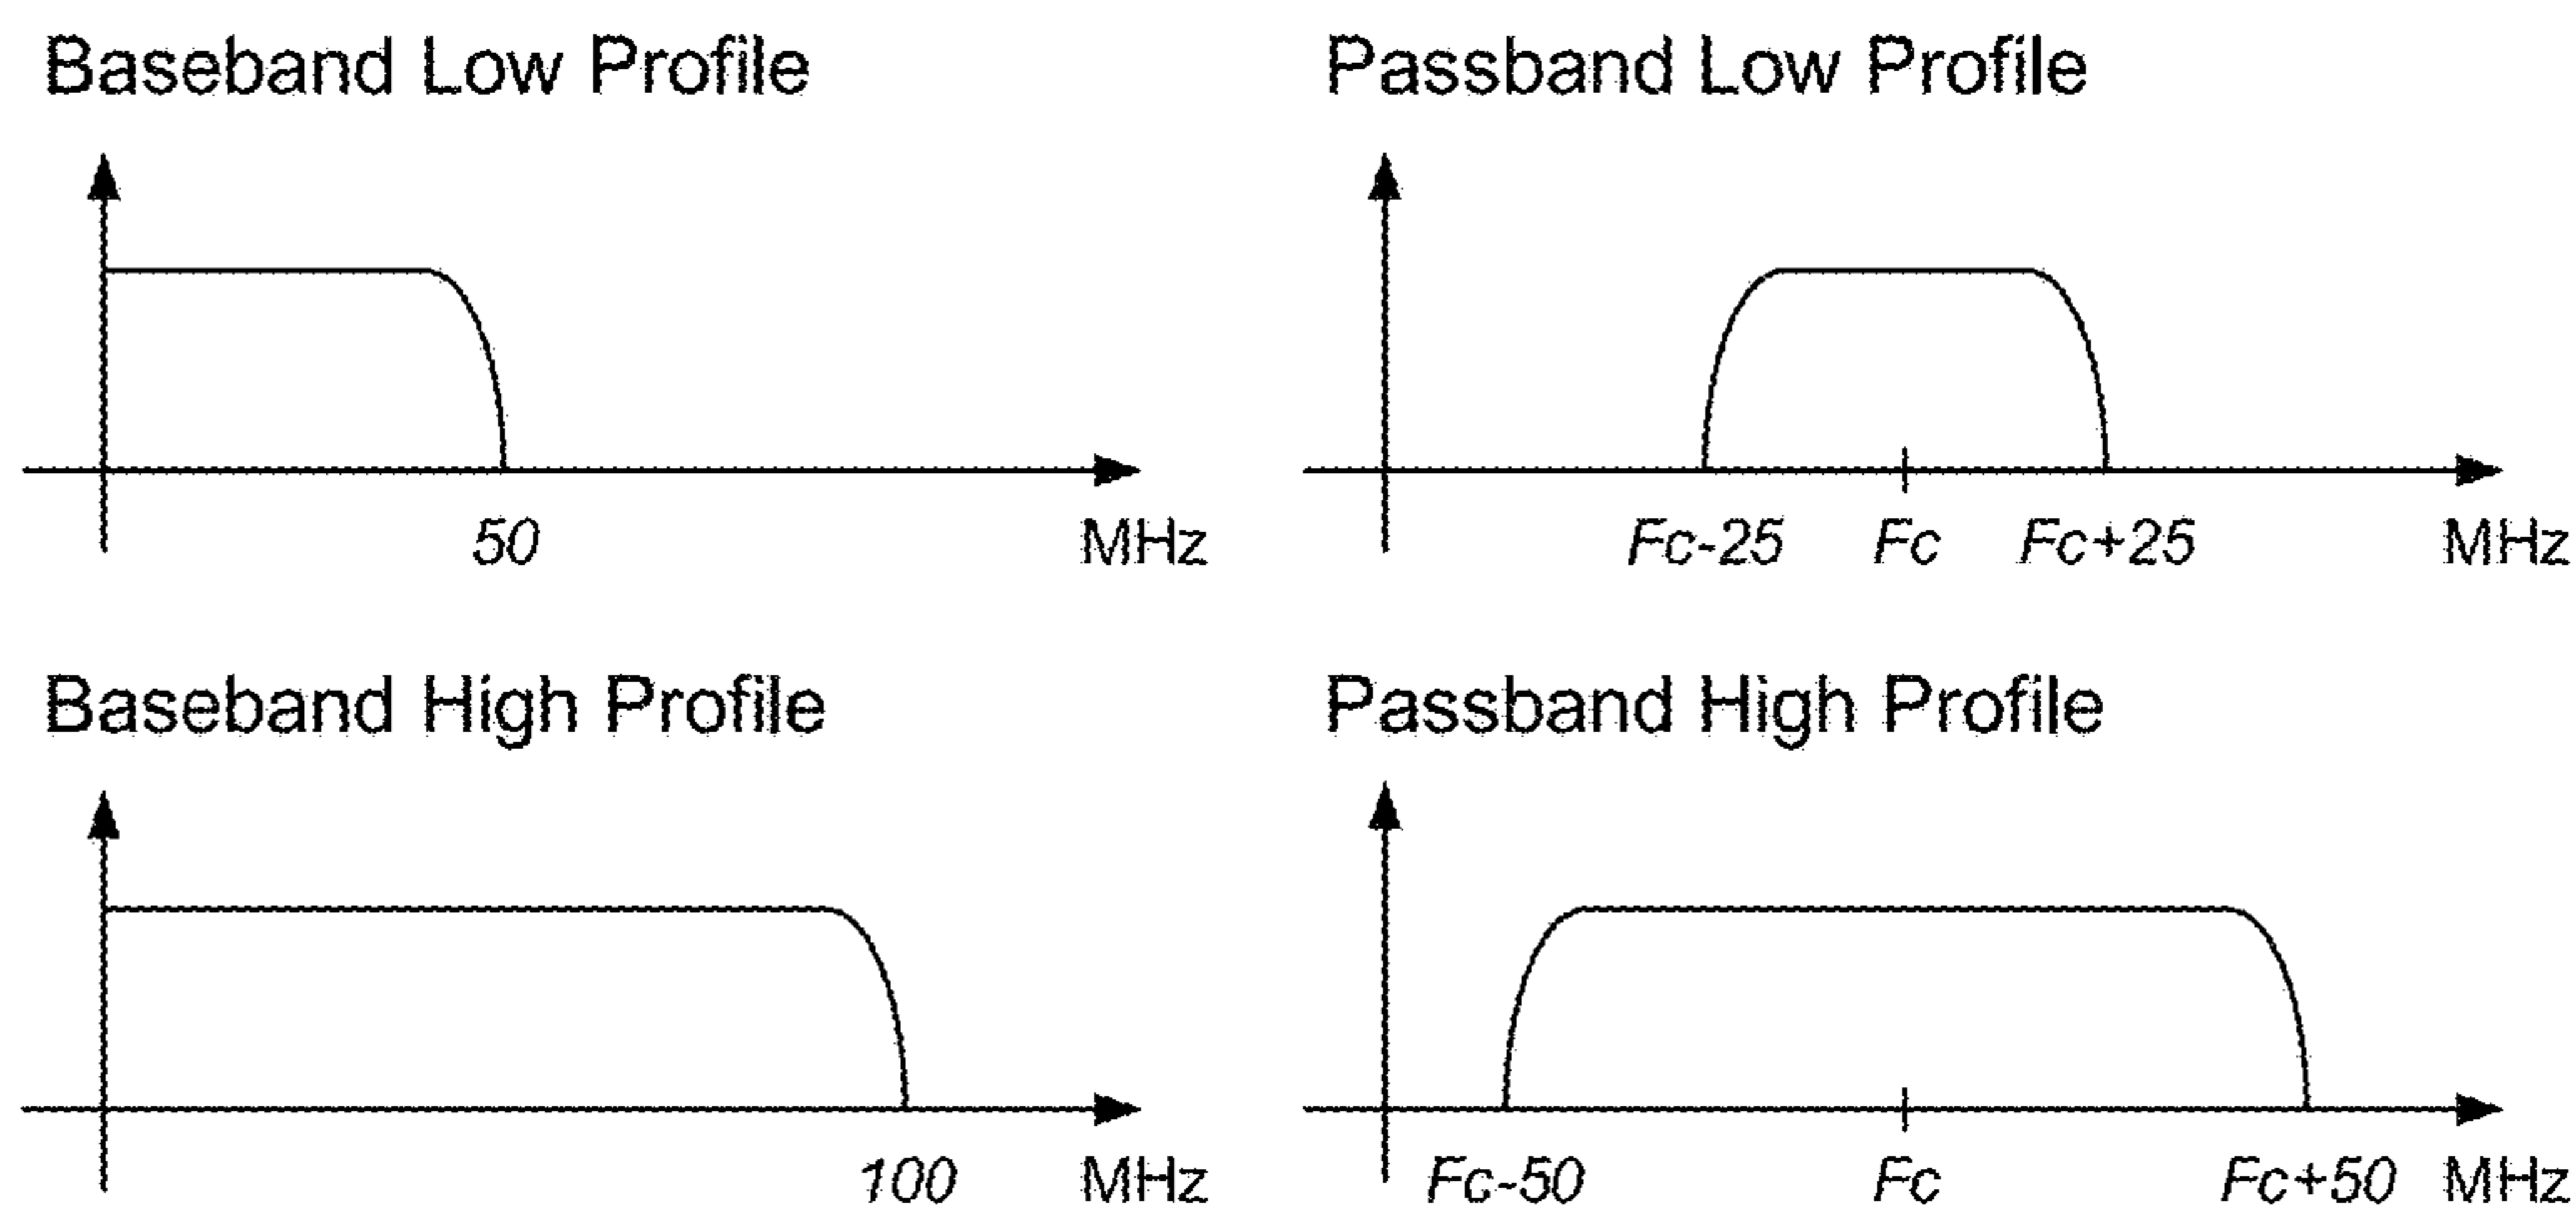 Baseband Low Profile
50
MHz
Passband Low Profile
Fc-25
Fc
Fc+25
MHz
Baseband High Profile
100
MHz
Passband High Profile
Fc-50
Fc
Fc+50
MHz